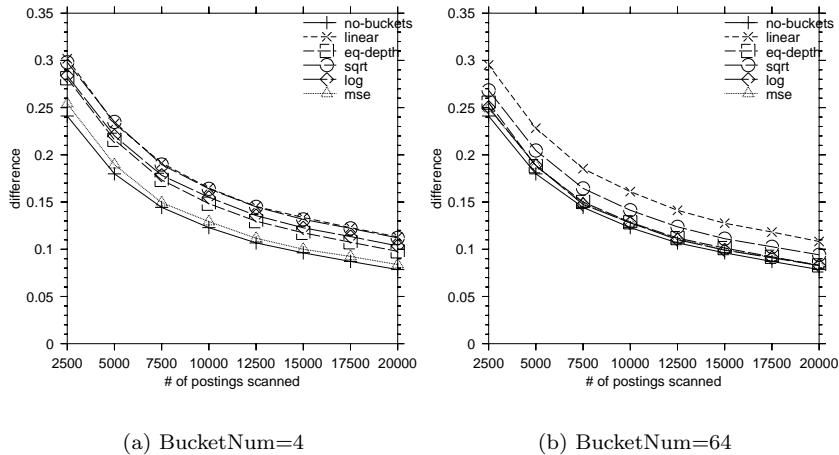 0.35
0.3
0.25
0.2
0.15
0.1
0.05
0
difference
2500 5000 7500 10000 12500 15000 17500 20000
# of postings scanned
no-buckets
linear
eq-depth
sqrt
log
mse
(a) BucketNum=4
0.35
0.3
0.25
0.2
0.15
0.1
0.05
0
difference
2500 5000 7500 10000 12500 15000 17500 20000
# of postings scanned
no-buckets
linear
eq-depth
sqrt
log
mse
(b) BucketNum=64